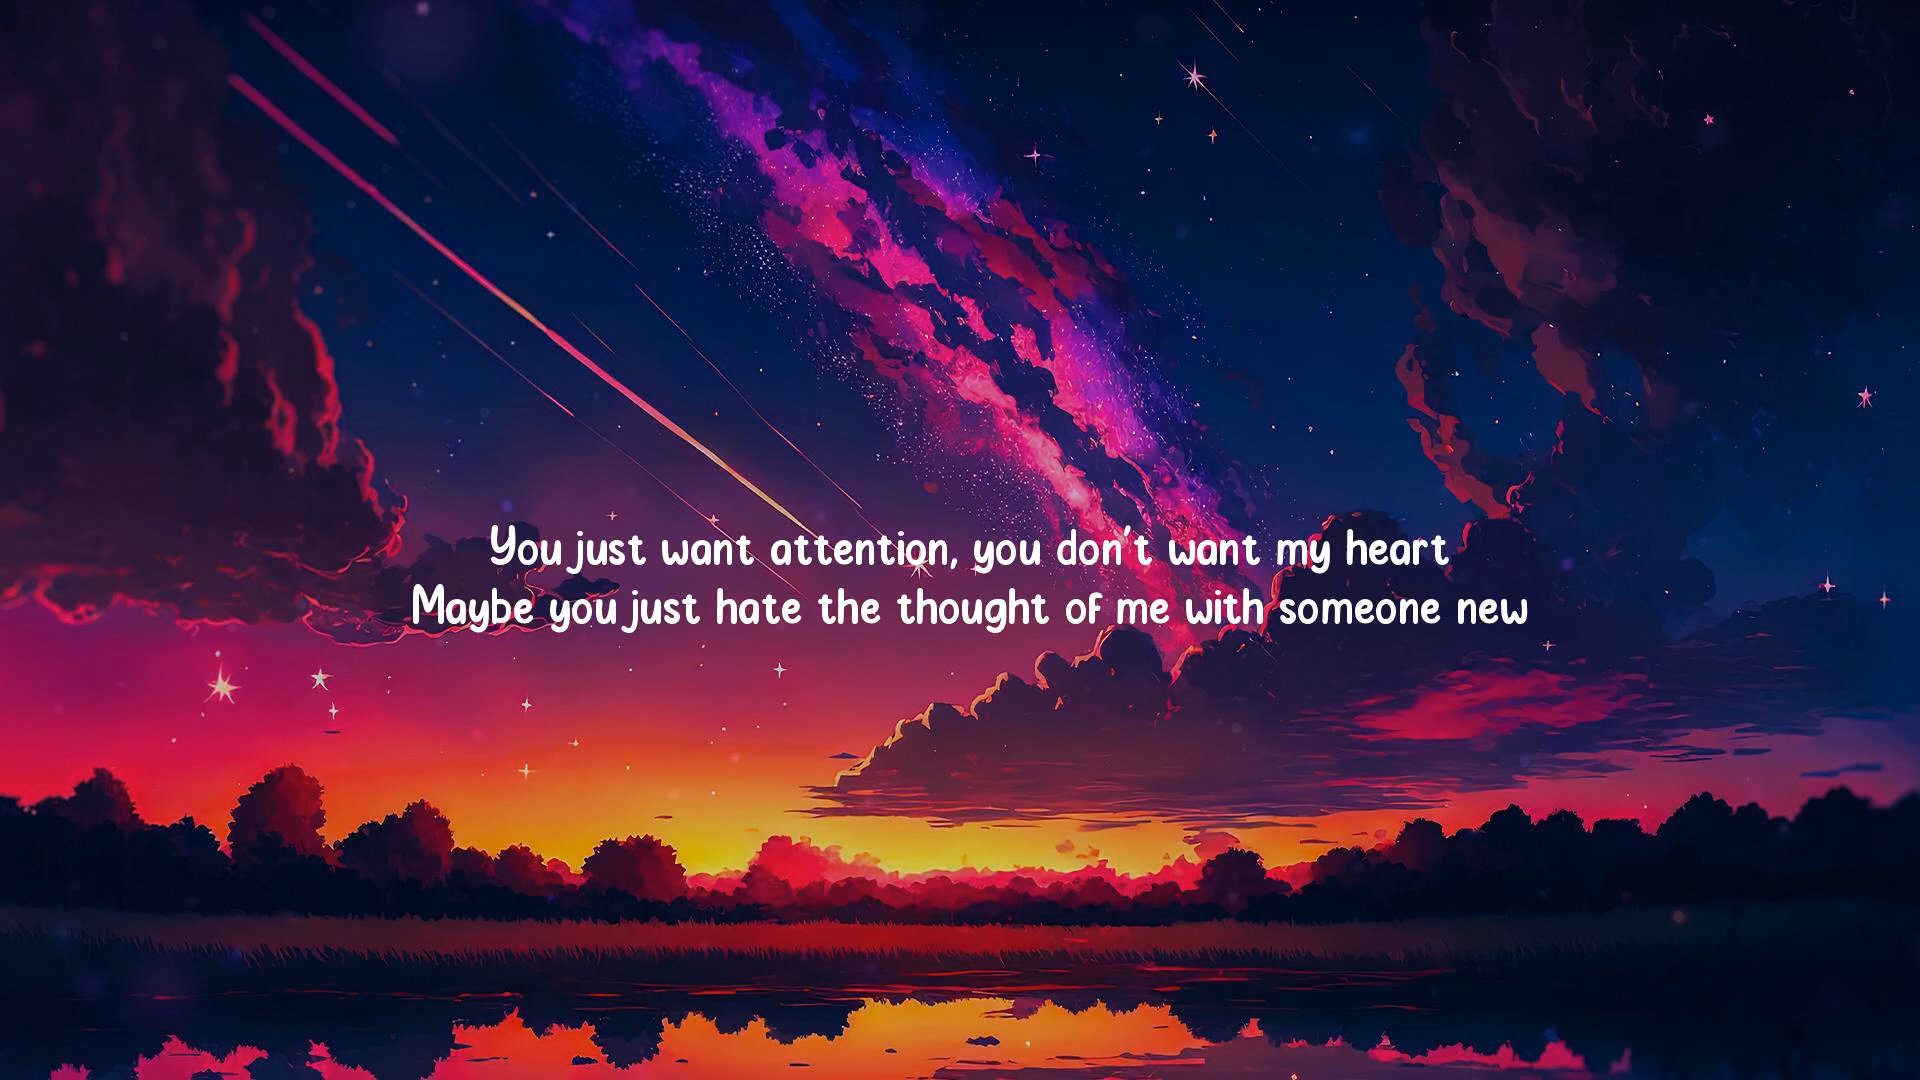 You just want attention, you don't want my heart
Maybe you just hate the thought of me with someone new